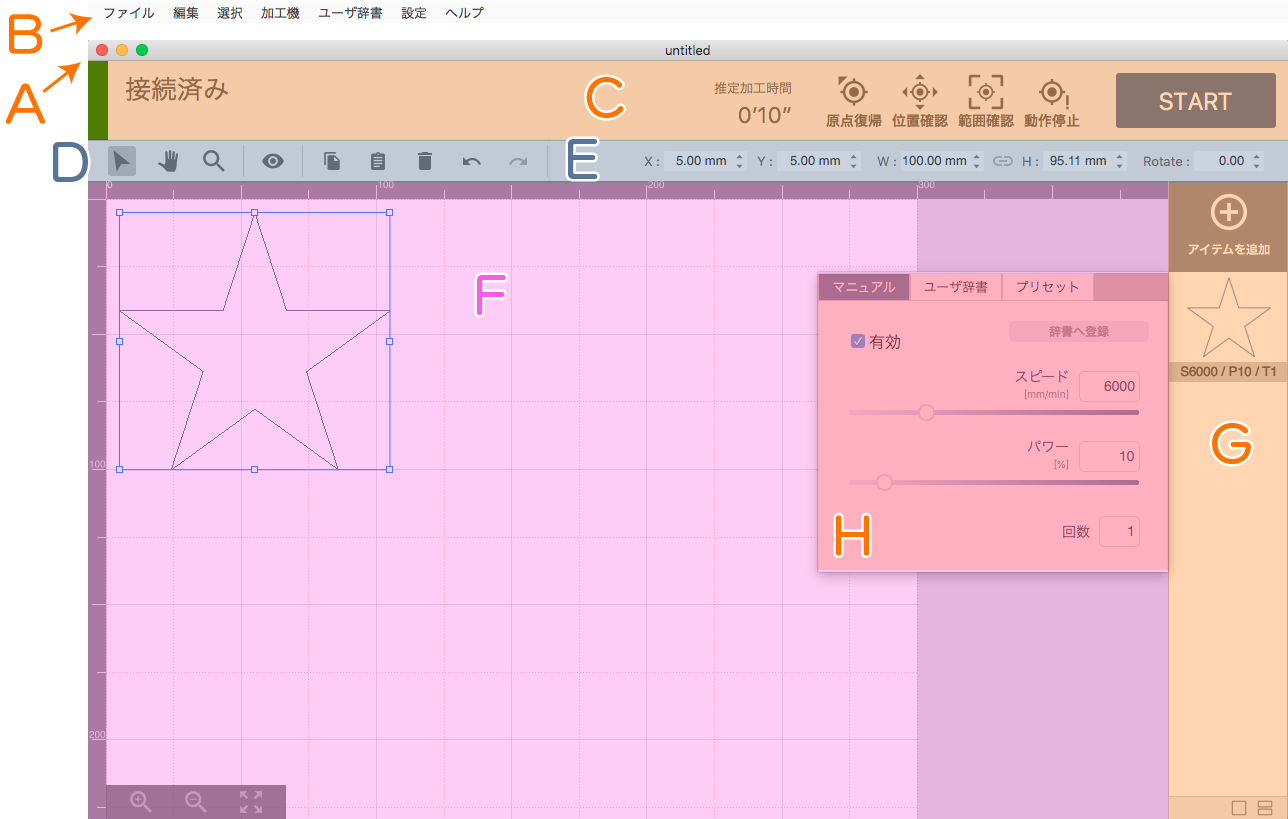 B
ファイル 編集 選択 加工機 ユーザ辞書 設定 ヘルプ
A
untitled
接続済み
C
推定加工時間
0’10”
原点復帰 位置確認 範囲確認 動作停止
START
D
E
X : 5.00 mm Y : 5.00 mm W : 100.00 mm H : 95.11 mm Rotate : 0.00
0 100 200 300
アイテムを追加
F
マニュアル ユーザ辞書 プリセット
辞書へ登録
有効
スピード
[mm/min]
6000
S6000 / P10 / T1
G
パワー
[%]
10
100
H
回数 1
200